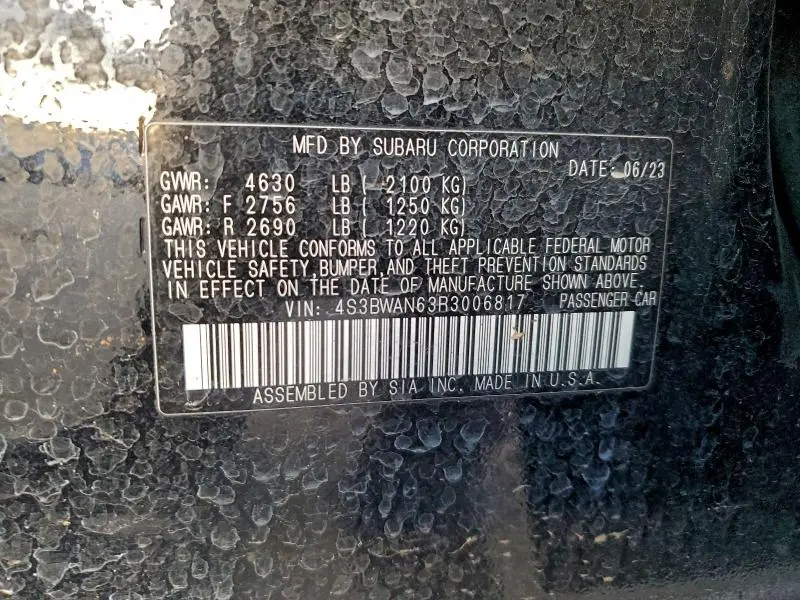 MFD BY SUBARU CORPORATION
DATE: 06/23
GVWR: 4630 LB ( 2100 KG)
GAWR: F 2756 LB ( 1250 KG)
GAWR: R 2690 LB ( 1220 KG)
THIS VEHICLE CONFORMS TO ALL APPLICABLE FEDERAL MOTOR
VEHICLE SAFETY, BUMPER, AND THEFT PREVENTION STANDARDS
IN EFFECT ON THE DATE OF MANUFACTURE SHOWN ABOVE.
VIN: 4S3BWAN63R3006817 PASSENGER CAR
ASSEMBLED BY SIA INC. MADE IN U.S.A.